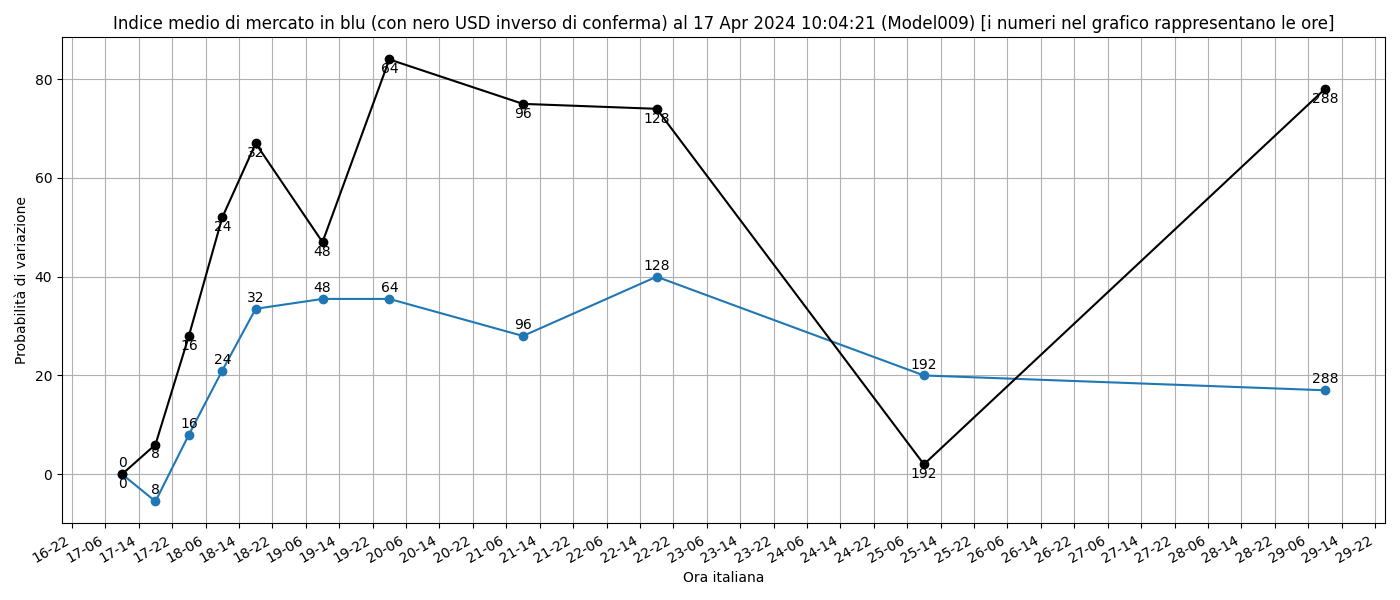 Indice medio di mercato in blu (con nero USD inverso di conferma) al 17 Apr 2024 10:04:21 (Model009) [i numeri nel grafico rappresentano le ore]
Probabilità di variazione
80
60
40
20
0
0 8 16 24 32 48 64 96 128 192 288
0 8 16 24 32 48 64 96 128 192 288
16-22 17-06 17-14 17-22 18-06 18-14 18-22 19-06 19-14 19-22 20-06 20-14 20-22 21-06 21-14 21-22 22-06 22-14 22-22 23-06 23-14 23-22 24-06 24-14 24-22 25-06 25-14 25-22 26-06 26-14 26-22 27-06 27-14 27-22 28-06 28-14 28-22 29-06 29-14 29-22
Ora italiana